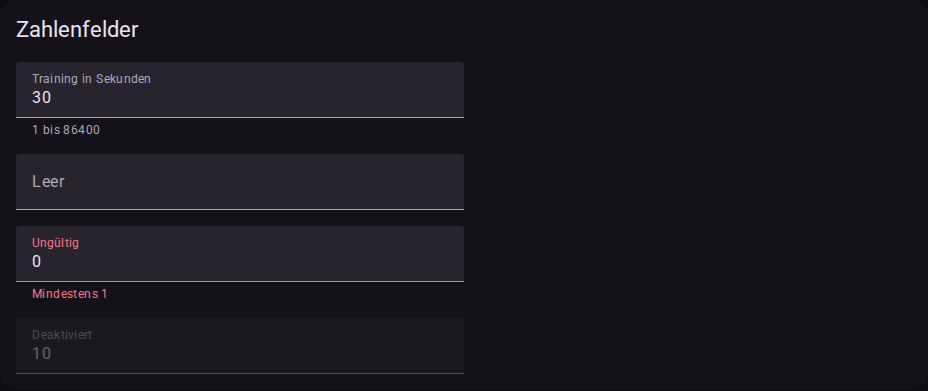 Zahlenfelder
Training in Sekunden
30
1 bis 86400
Leer
Ungültig
0
Mindestens 1
Deaktiviert
10